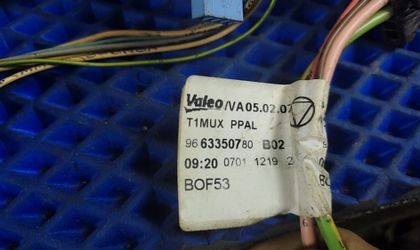 Valeo /VA05.02.07
T1MUX PPAL
96 63350780 B02
09:20 0701 1219
BOF53